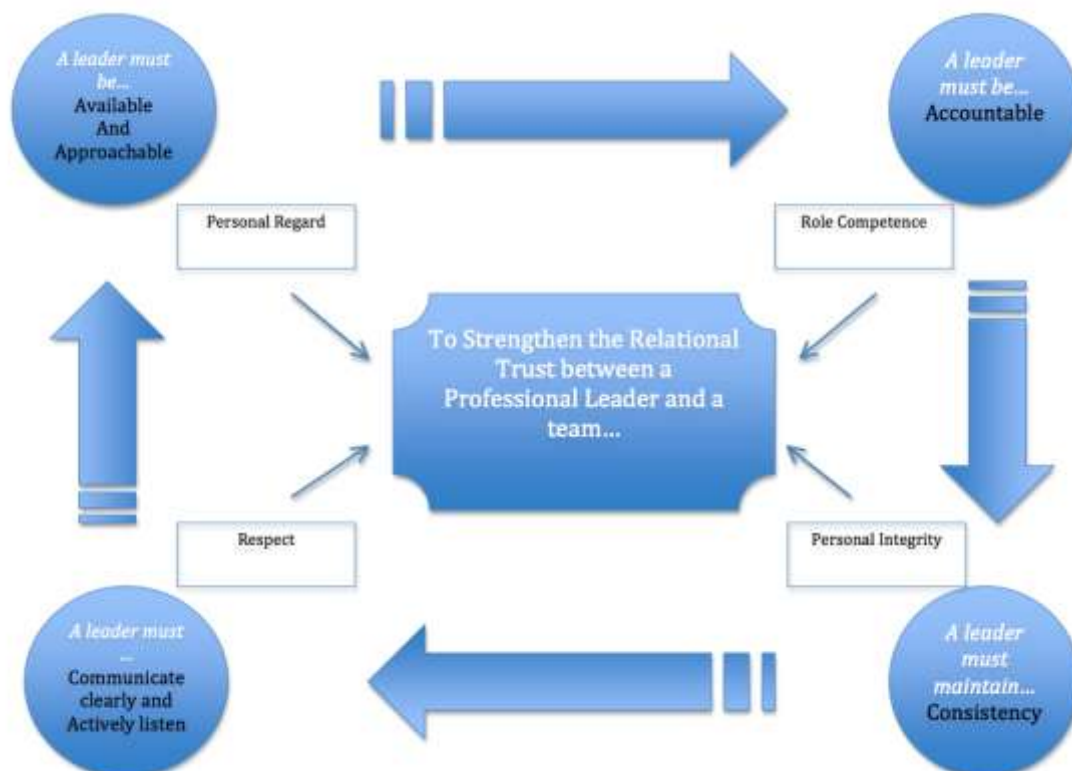 A leader must
be...
Available
And
Approachable
A leader
must be...
Accountable
Personal Regard
Role Competence
To Strengthen the Relational
Trust between a
Professional Leader and a
team...
Respect
Personal Integrity
A leader must
...
Communicate
clearly and
Actively listen
A leader
must
maintain...
Consistency